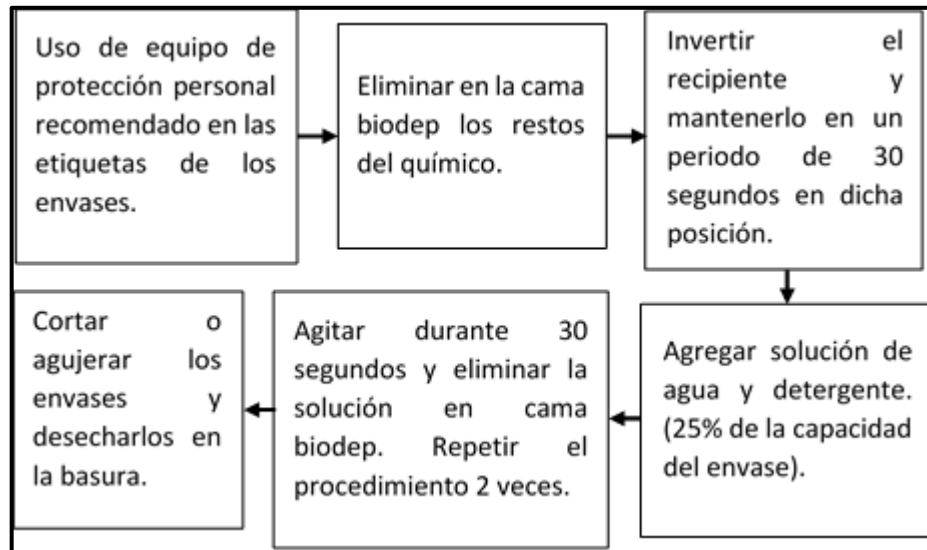 Uso de equipo de
protección personal
recomendado en las
etiquetas de los
envases.
Eliminar en la cama
biodep los restos
del químico.
Invertir el
recipiente y
mantenerlo en un
periodo de 30
segundos en dicha
posición.
Agregar solución de
agua y detergente.
(25% de la capacidad
del envase).
Agitar durante 30
segundos y eliminar la
solución en cama
biodep. Repetir el
procedimiento 2 veces.
Cortar o
agujerar los
envases y
desecharlos en
la basura.